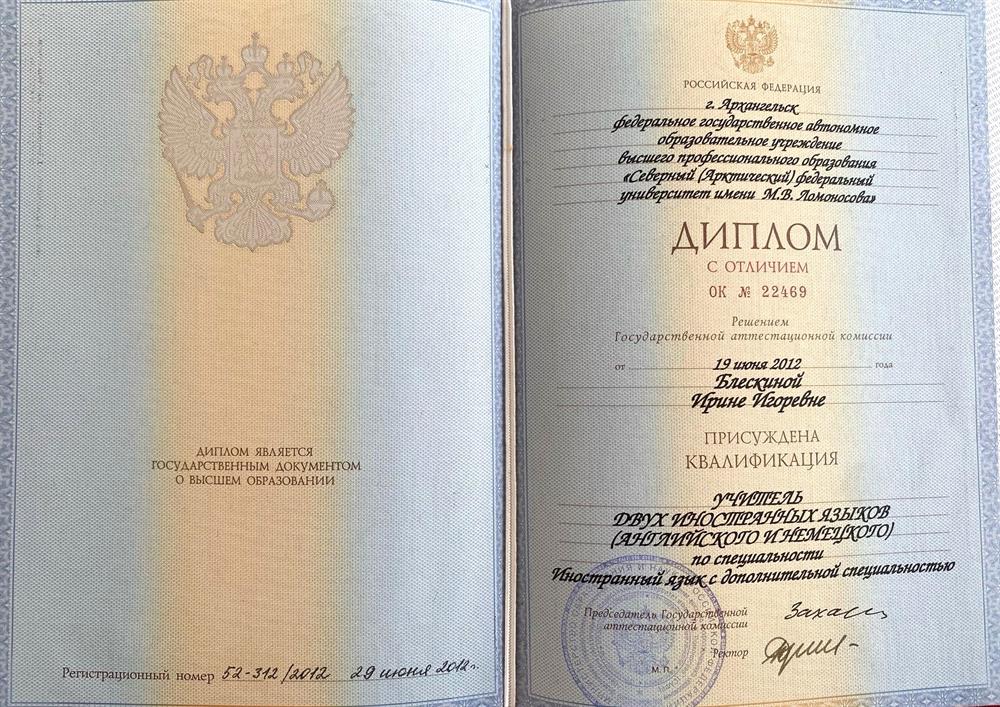 ДИПЛОМ ЯВЛЯЕТСЯ
ГОСУДАРСТВЕННЫМ ДОКУМЕНТОМ
О ВЫСШЕМ ОБРАЗОВАНИИ
Регистрационный номер 52-312/2012 29 июня 2012 г.
РОССИЙСКАЯ ФЕДЕРАЦИЯ
г. Архангельск
федеральное государственное автономное
образовательное учреждение
высшего профессионального образования
«Северный (Арктический) федеральный
университет имени М.В. Ломоносова»
ДИПЛОМ
С ОТЛИЧИЕМ
ОК № 22469
Решением
Государственной аттестационной комиссии
от 19 июня 2012 года
Блескиной
Ирине Игоревне
ПРИСУЖДЕНА
КВАЛИФИКАЦИЯ
УЧИТЕЛЬ
ДВУХ ИНОСТРАННЫХ ЯЗЫКОВ
(АНГЛИЙСКОГО И НЕМЕЦКОГО)
по специальности
Иностранный язык с дополнительной специальностью
Председатель Государственной
аттестационной комиссии
Ректор
М.П.